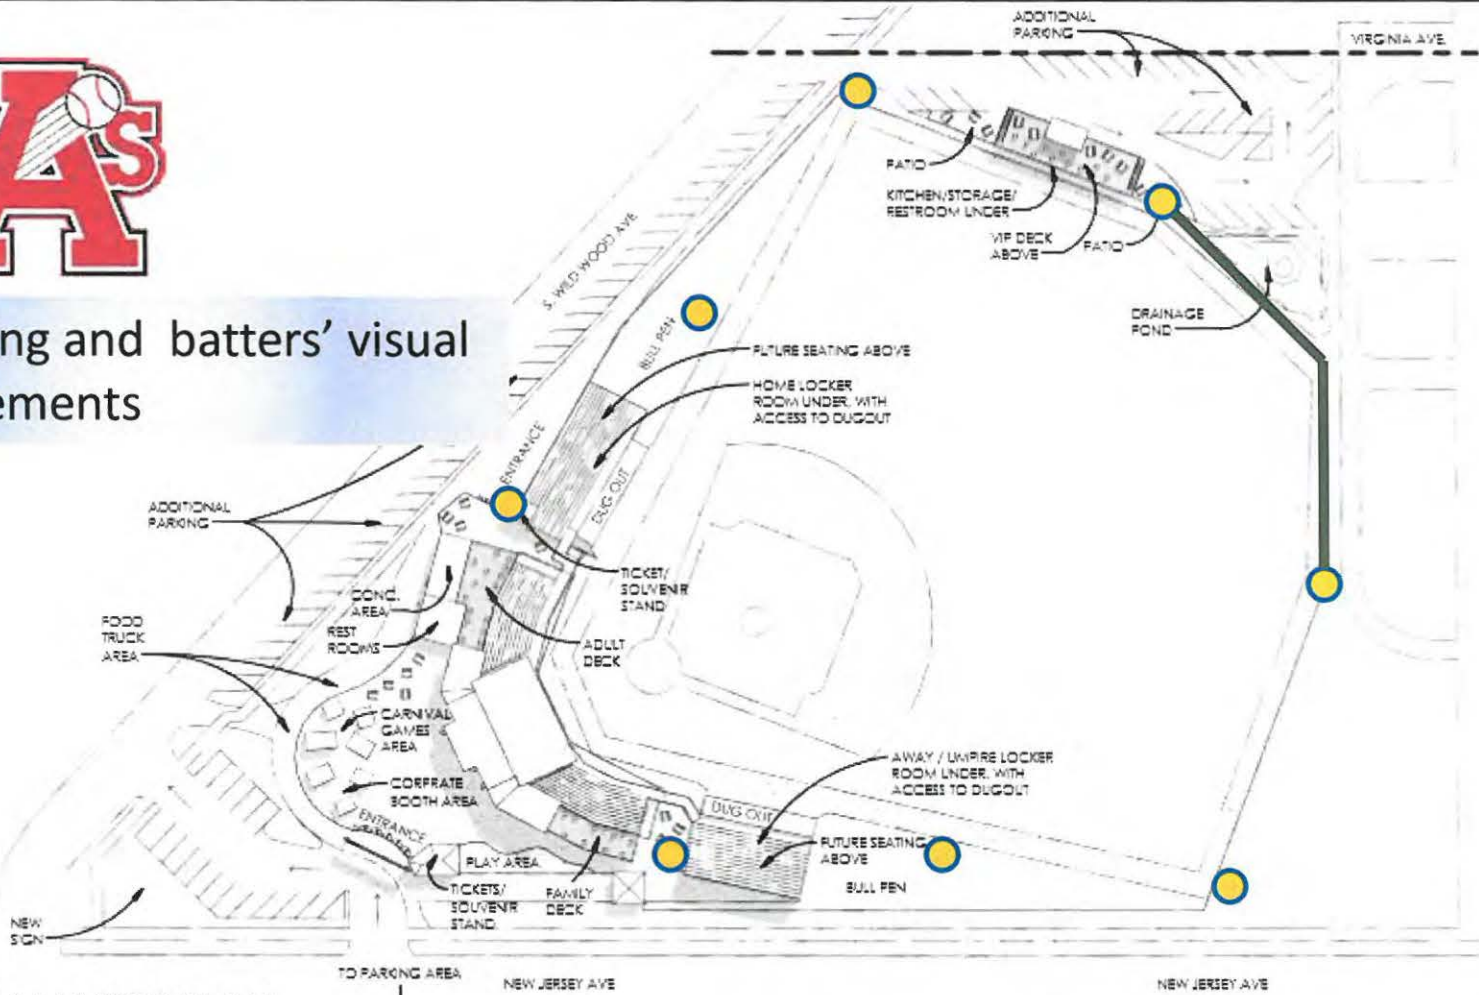 ADDITIONAL
PARKING
VIRGINIA AVE
A's
PATIO
KITCHEN/STORAGE/
RESTROOM UNDER
VIP DECK
ABOVE
PATIO
S. WILD WOOD AVE
DRAINAGE
POND
ng and batters' visual
ements
BULL PEN
FUTURE SEATING ABOVE
HOME LOCKER
ROOM UNDER, WITH
ACCESS TO DUGOUT
ENTRANCE
DUG OUT
ADDITIONAL
PARKING
TICKET/
SOUVENIR
STAND
CONC.
AREA
REST
ROOMS
FOOD
TRUCK
AREA
ADULT
DECK
CARNIVAL
GAMES
AREA
CORPRATE
BOOTH AREA
ENTRANCE
AWAY / UMPIRE LOCKER
ROOM UNDER, WITH
ACCESS TO DUGOUT
DUG OUT
FUTURE SEATING
ABOVE
BULL PEN
PLAY AREA
TICKETS/
SOUVENIR
STAND
FAMILY
DECK
NEW
SIGN
TO PARKING AREA
NEW JERSEY AVE
NEW JERSEY AVE